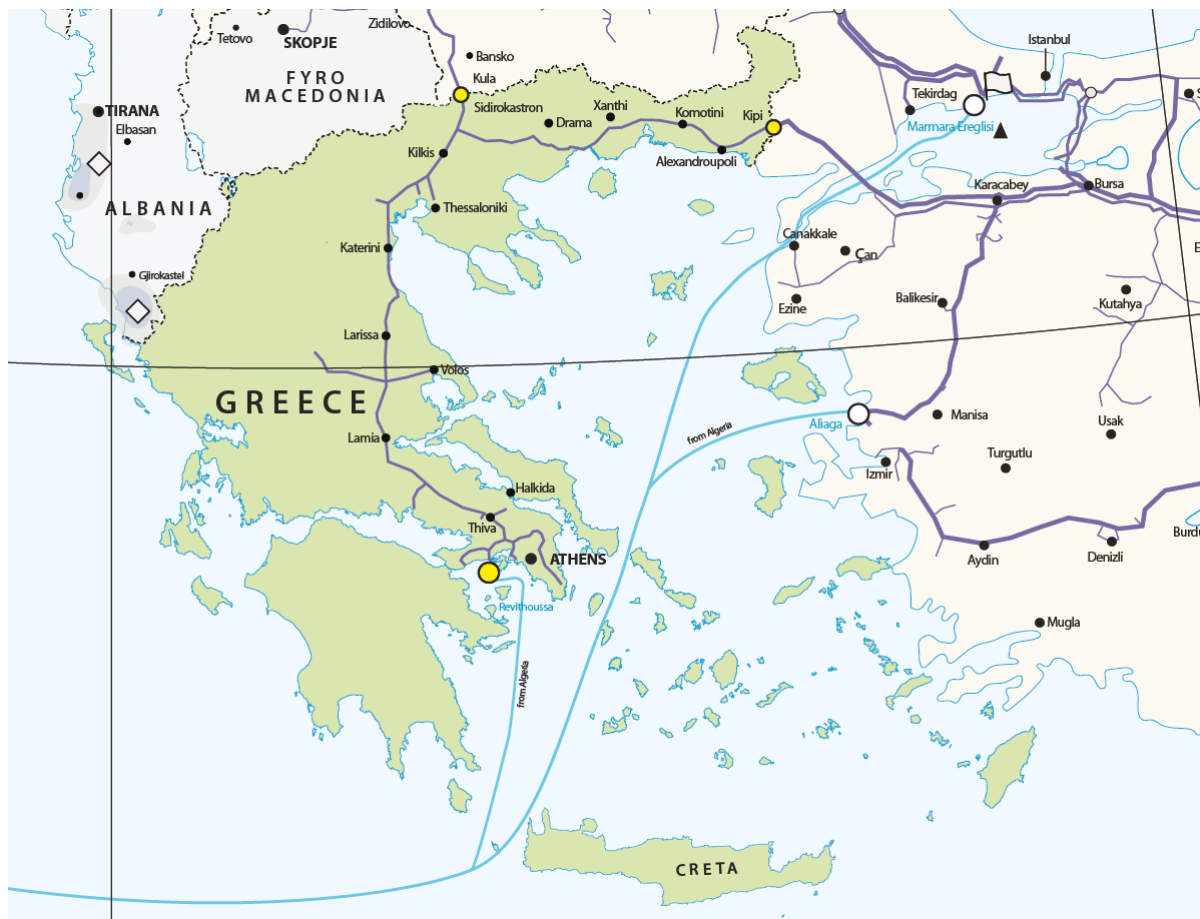 Zidilovo
Tetovo
SKOPJE
Bansko
Istanbul
FYRO
MACEDONIA
Kula
Tekirdag
TIRANA
Sidirokastron
Xanthi
Komotini
Kipi
Marmara Ereglisi
Elbasan
Drama
Kilkis
Alexandroupoli
Karacabey
Bursa
ALBANIA
Thessaloniki
Katerini
Canakkale
Çan
Gjirokastel
Ezine
Balikesir
Kutahya
Larissa
Volos
GREECE
Manisa
Aliaga
Usak
from Algeria
Lamia
Turgutlu
Izmir
Halkida
Thiva
Burdu
ATHENS
Aydin
Denizli
Revithoussa
Mugla
from Algeria
CRETA